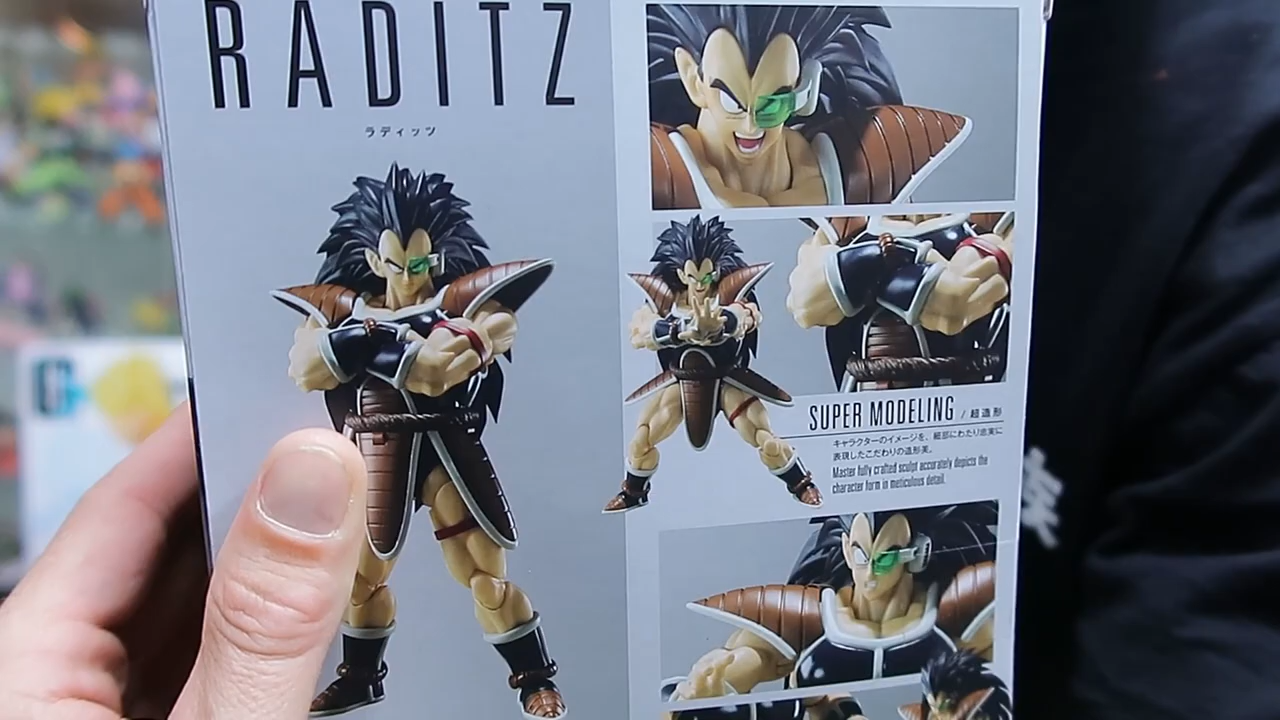 RADITZ
ラディッツ
SUPER MODELING / 超造形
キャラクターのイメージを、細部にわたり忠実に
表現したこだわりの造形美。
Master fully crafted sculpt accurately depicts the
character form in meticulous detail.